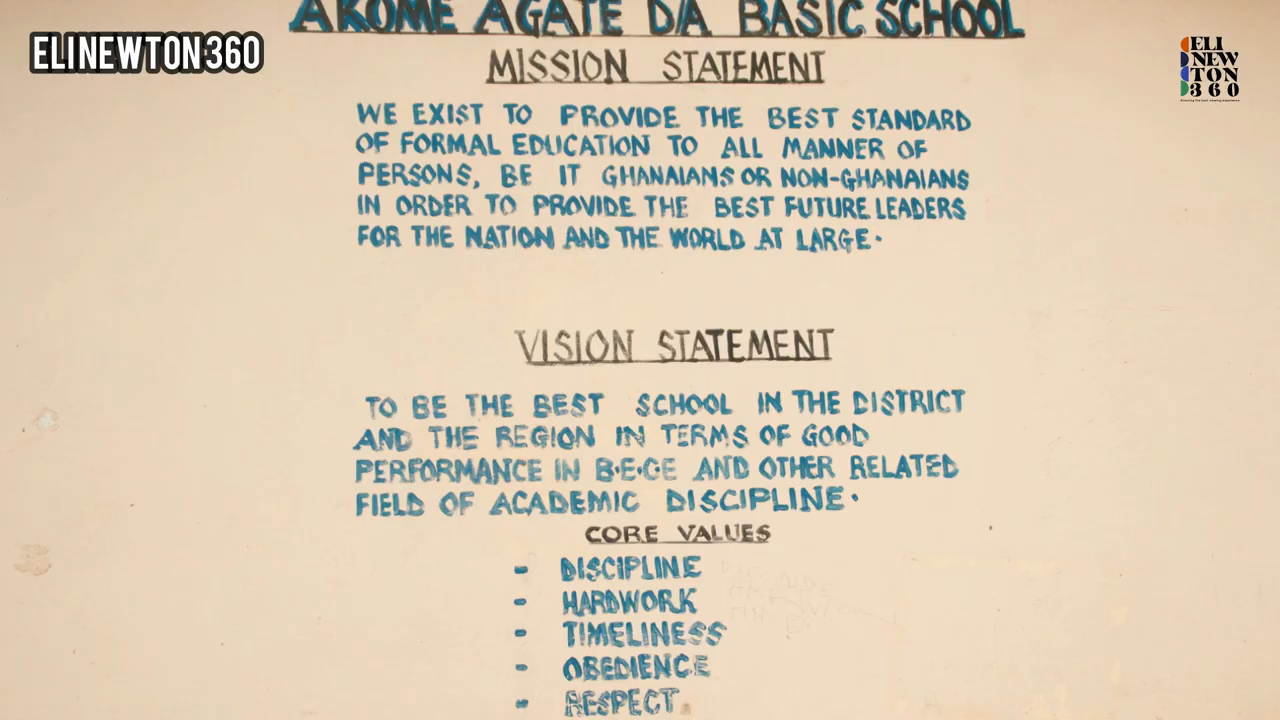 AKOME AGATE D/A BASIC SCHOOL
ELINEWTON360
ELI
NEW
TON
360
MISSION STATEMENT
WE EXIST TO PROVIDE THE BEST STANDARD
OF FORMAL EDUCATION TO ALL MANNER OF
PERSONS, BE IT GHANAIANS OR NON-GHANAIANS
IN ORDER TO PROVIDE THE BEST FUTURE LEADERS
FOR THE NATION AND THE WORLD AT LARGE.
VISION STATEMENT
TO BE THE BEST SCHOOL IN THE DISTRICT
AND THE REGION IN TERMS OF GOOD
PERFORMANCE IN B.E.CE AND OTHER RELATED
FIELD OF ACADEMIC DISCIPLINE.
CORE VALUES
- DISCIPLINE
- HARDWORK
- TIMELINESS
- OBEDIENCE
- RESPECT.